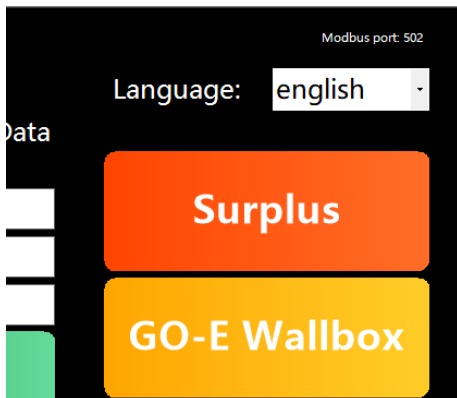 Modbus port: 502
Language: english
Data
Surplus
GO-E Wallbox